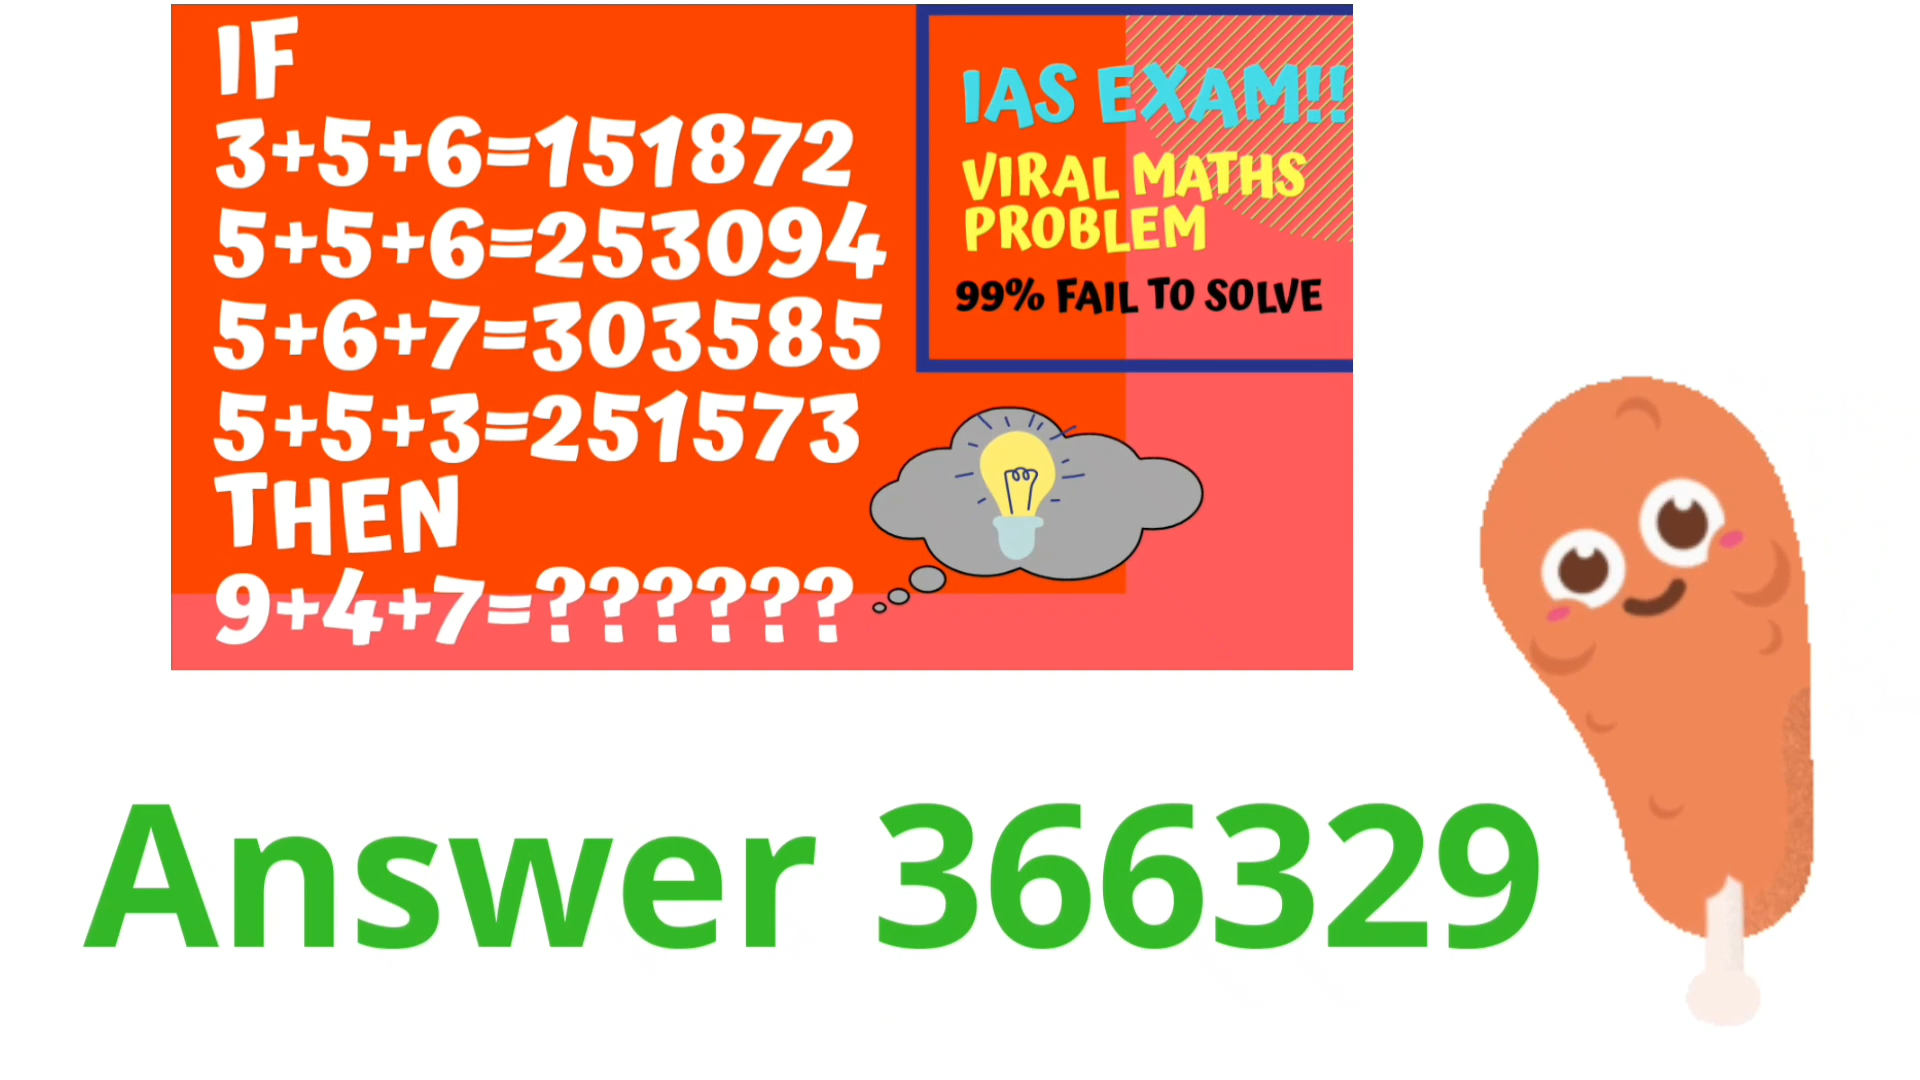 IF
3+5+6=151872
5+5+6=253094
5+6+7=303585
5+5+3=251573
THEN
9+4+7=??????
IAS EXAM!!
VIRAL MATHS
PROBLEM
99% FAIL TO SOLVE
Answer 366329